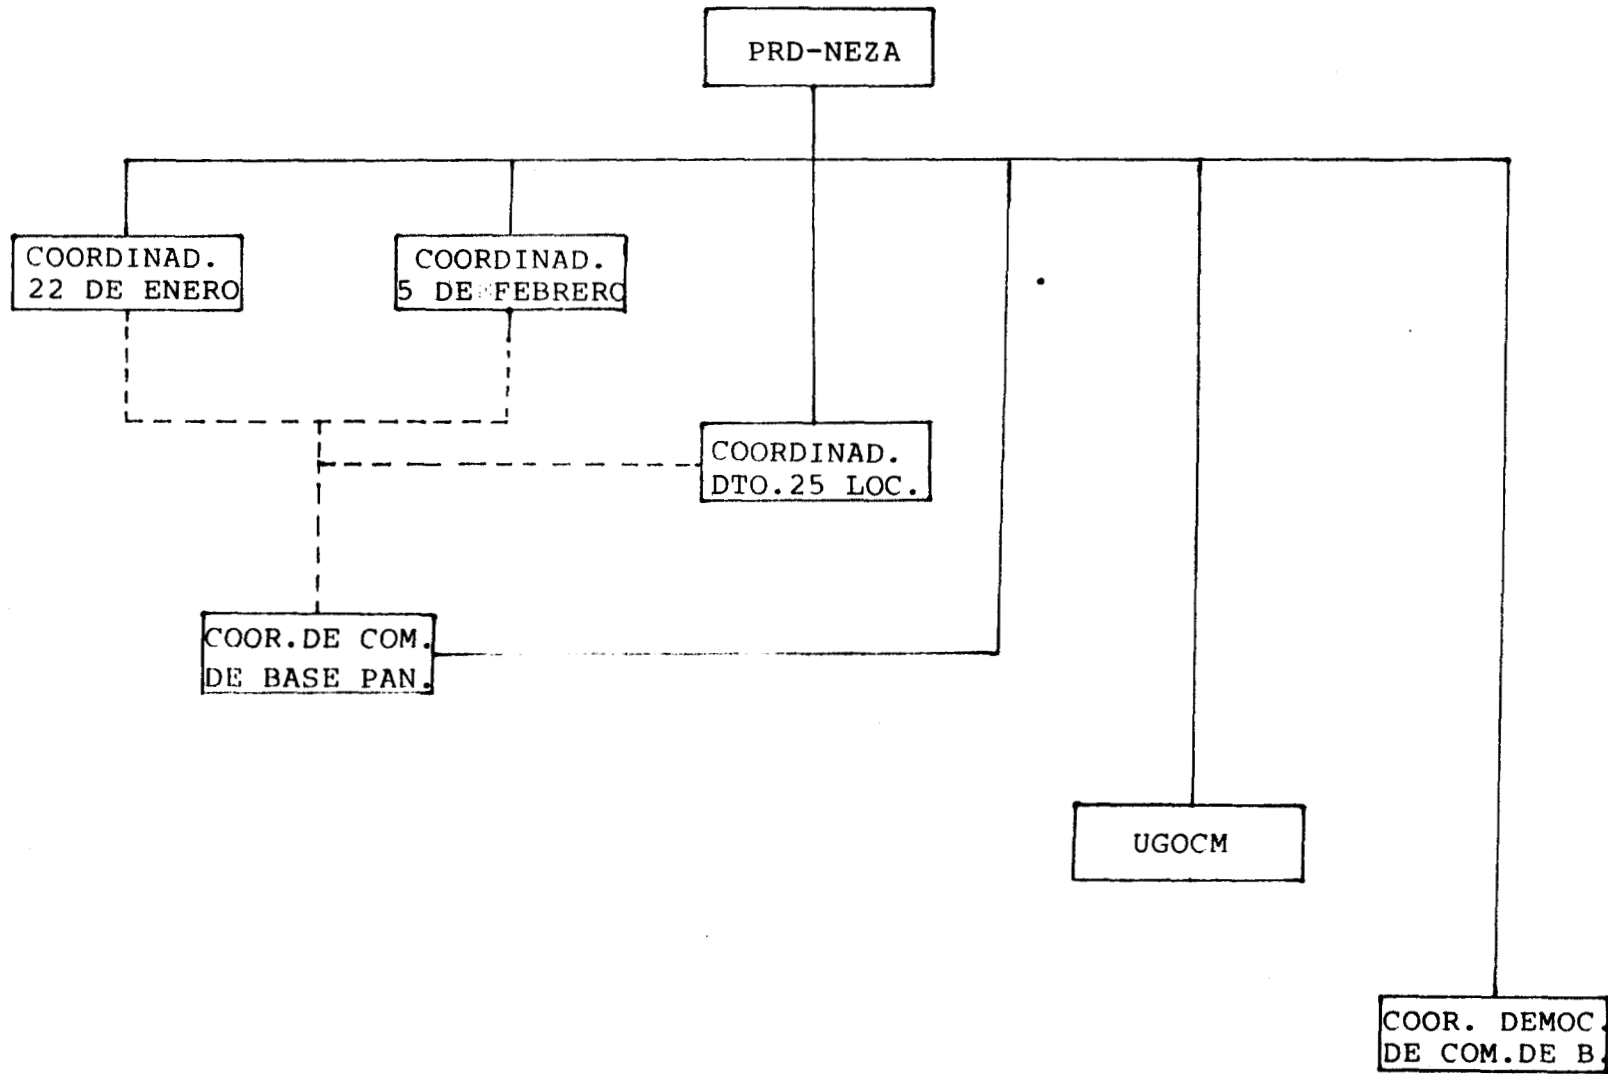 PRD-NEZA
COORDINAD.
22 DE ENERO
COORDINAD.
5 DE FEBRERO
COORDINAD.
DTO.25 LOC.
COOR.DE COM.
DE BASE PAN.
UGOCM
COOR. DEMOC.
DE COM.DE B.